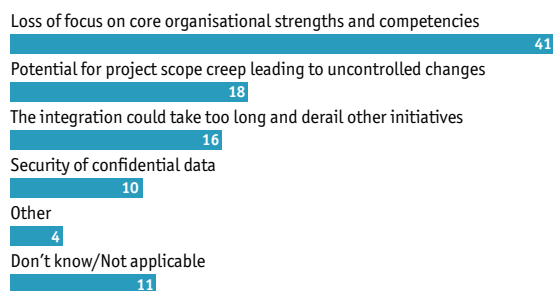 Loss of focus on core organisational strengths and competencies
41
Potential for project scope creep leading to uncontrolled changes
18
The integration could take too long and derail other initiatives
16
Security of confidential data
10
Other
4
Don't know/Not applicable
11